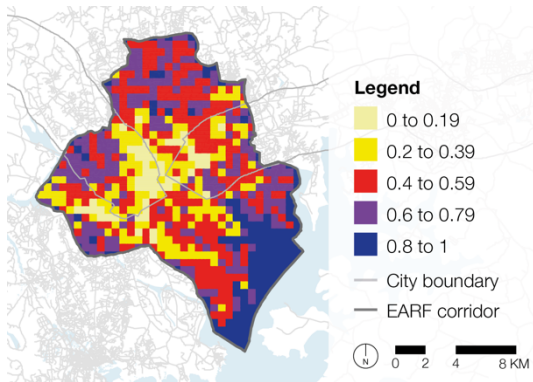 Legend
0 to 0.19
0.2 to 0.39
0.4 to 0.59
0.6 to 0.79
0.8 to 1
City boundary
EARF corridor
N
0 2 4 8 KM